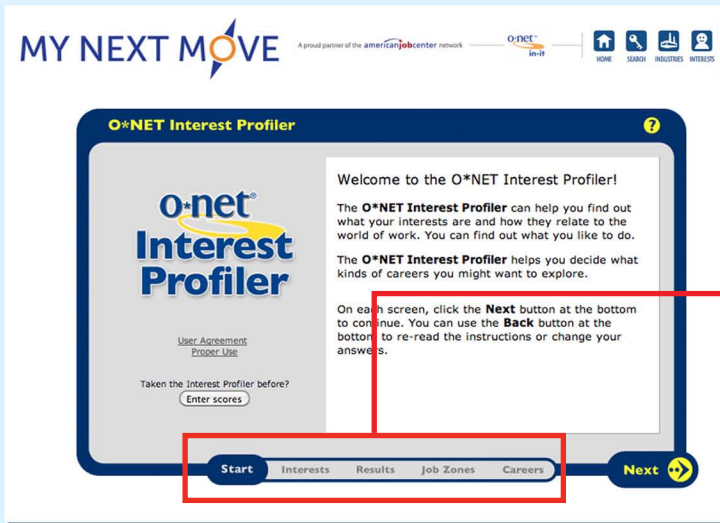 MY NEXT MOVE
A proud partner of the americanjobcenter network
o·net®
in-it
HOME SEARCH INDUSTRIES INTERESTS
O*NET Interest Profiler
?
o*net®
Interest
Profiler
User Agreement
Proper Use
Taken the Interest Profiler before?
Enter scores
Welcome to the O*NET Interest Profiler!
The O*NET Interest Profiler can help you find out
what your interests are and how they relate to the
world of work. You can find out what you like to do.
The O*NET Interest Profiler helps you decide what
kinds of careers you might want to explore.
On each screen, click the Next button at the bottom
to continue. You can use the Back button at the
bottom to re-read the instructions or change your
answers.
Start Interests Results Job Zones Careers
Next